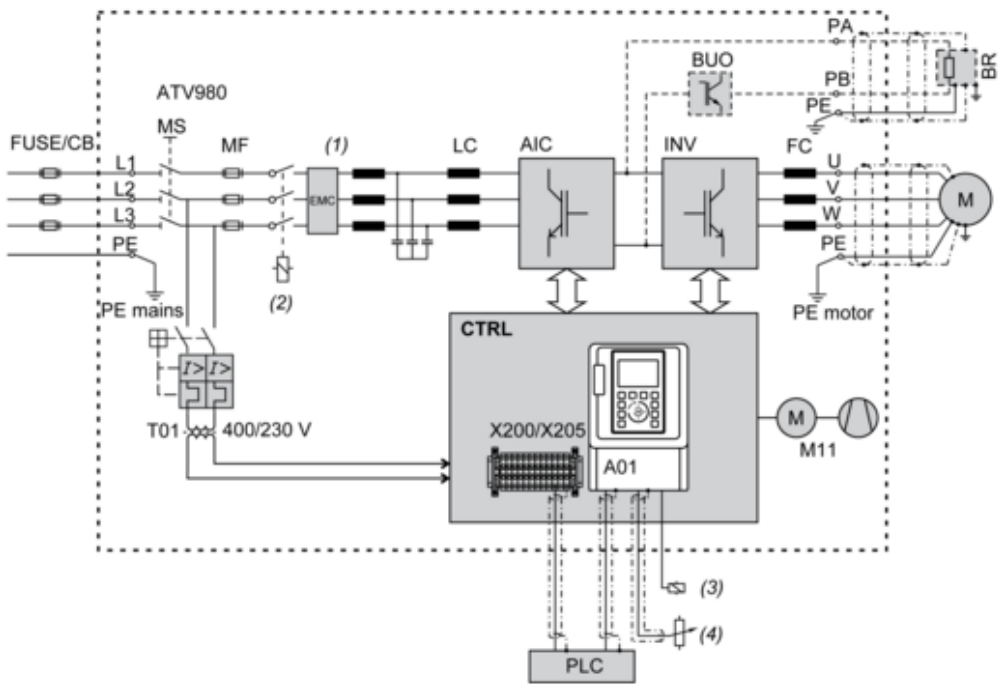 PA
BUO
BR
PB
ATV980
PE
FUSE/CB
MS
MF
(1)
LC
AIC
INV
FC
L1
U
L2
EMC
V
M
L3
W
PE
PE
PE mains
(2)
PE motor
CTRL
I> I>
T01
400/230 V
X200/X205
M
M11
A01
(3)
(4)
PLC